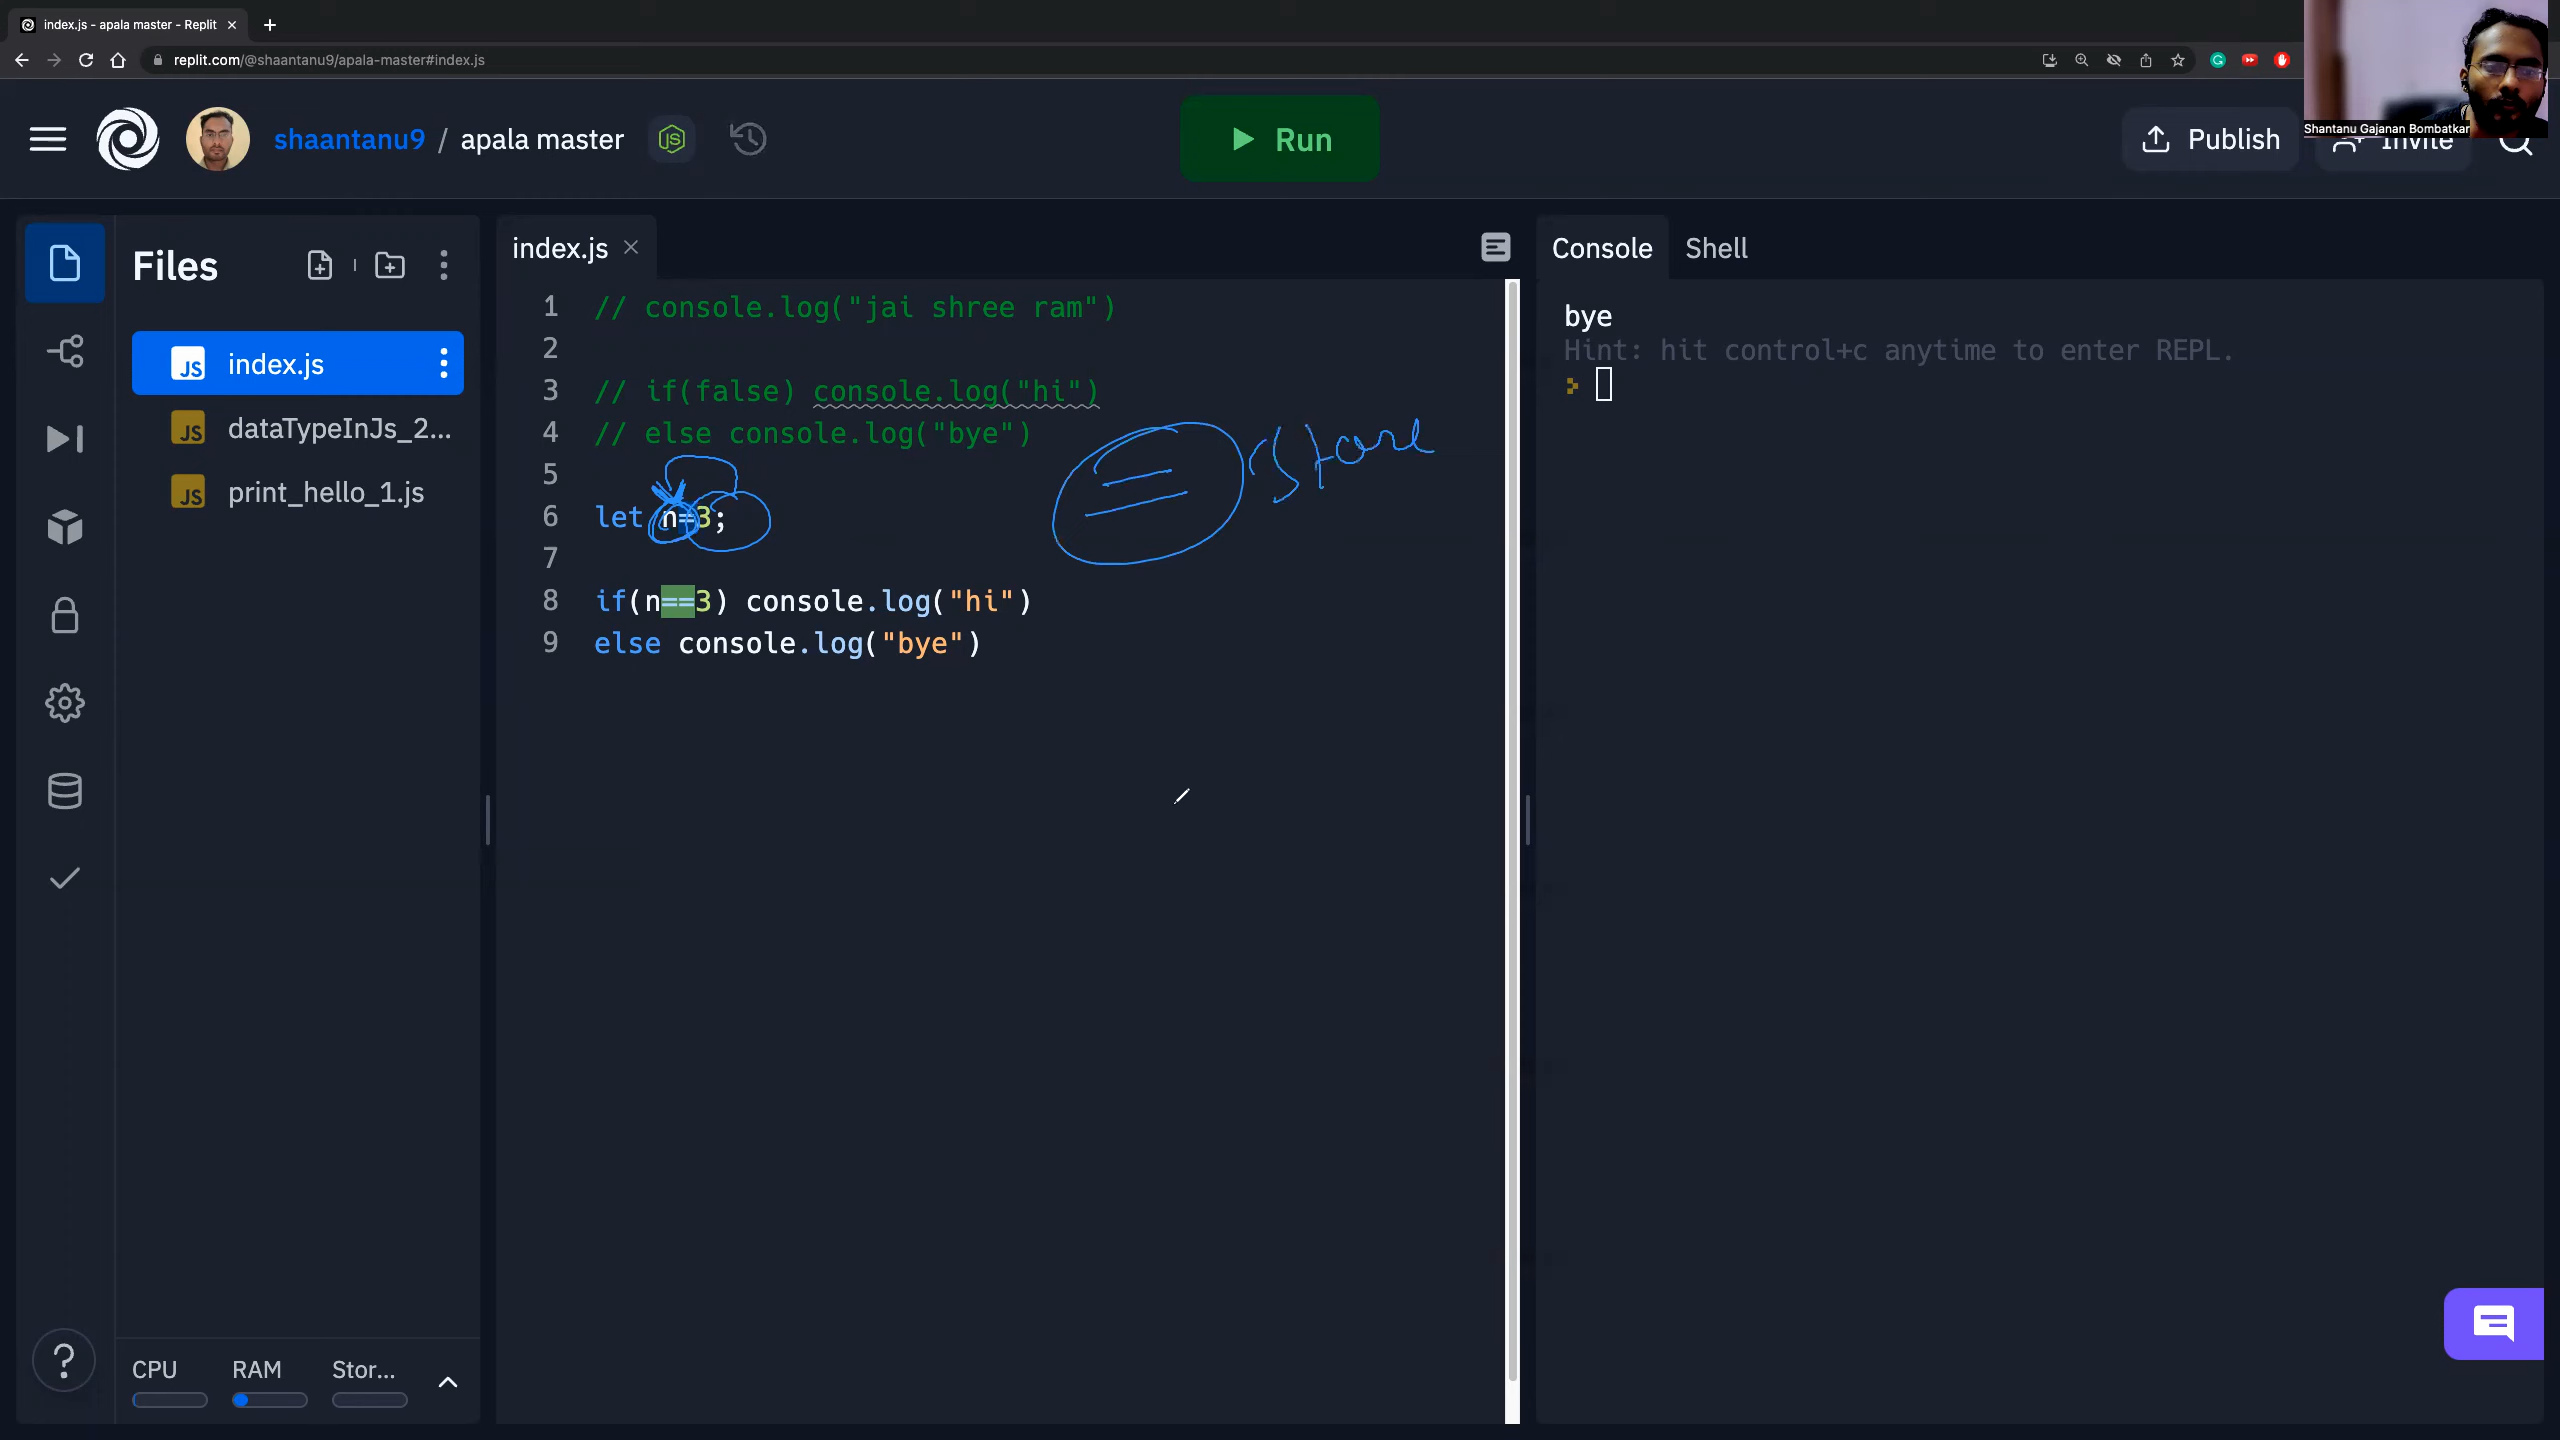 index.js - apala master - Replit
replit.com/@shaantanu9/apala-master#index.js
shaantanu9 / apala master
Run
Publish
Invite
Shantanu Gajanan Bombatkar
Files
index.js
dataTypeInJs_2...
print_hello_1.js
CPU RAM Stor...
index.js
1 // console.log("jai shree ram")
2
3 // if(false) console.log("hi")
4 // else console.log("bye")
5
6 let n=3;
7
8 if(n==3) console.log("hi")
9 else console.log("bye")
= store
Console Shell
bye
Hint: hit control+c anytime to enter REPL.